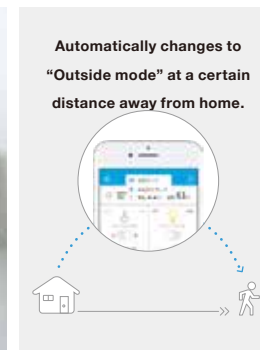 Automatically changes to
“Outside mode” at a certain
distance away from home.